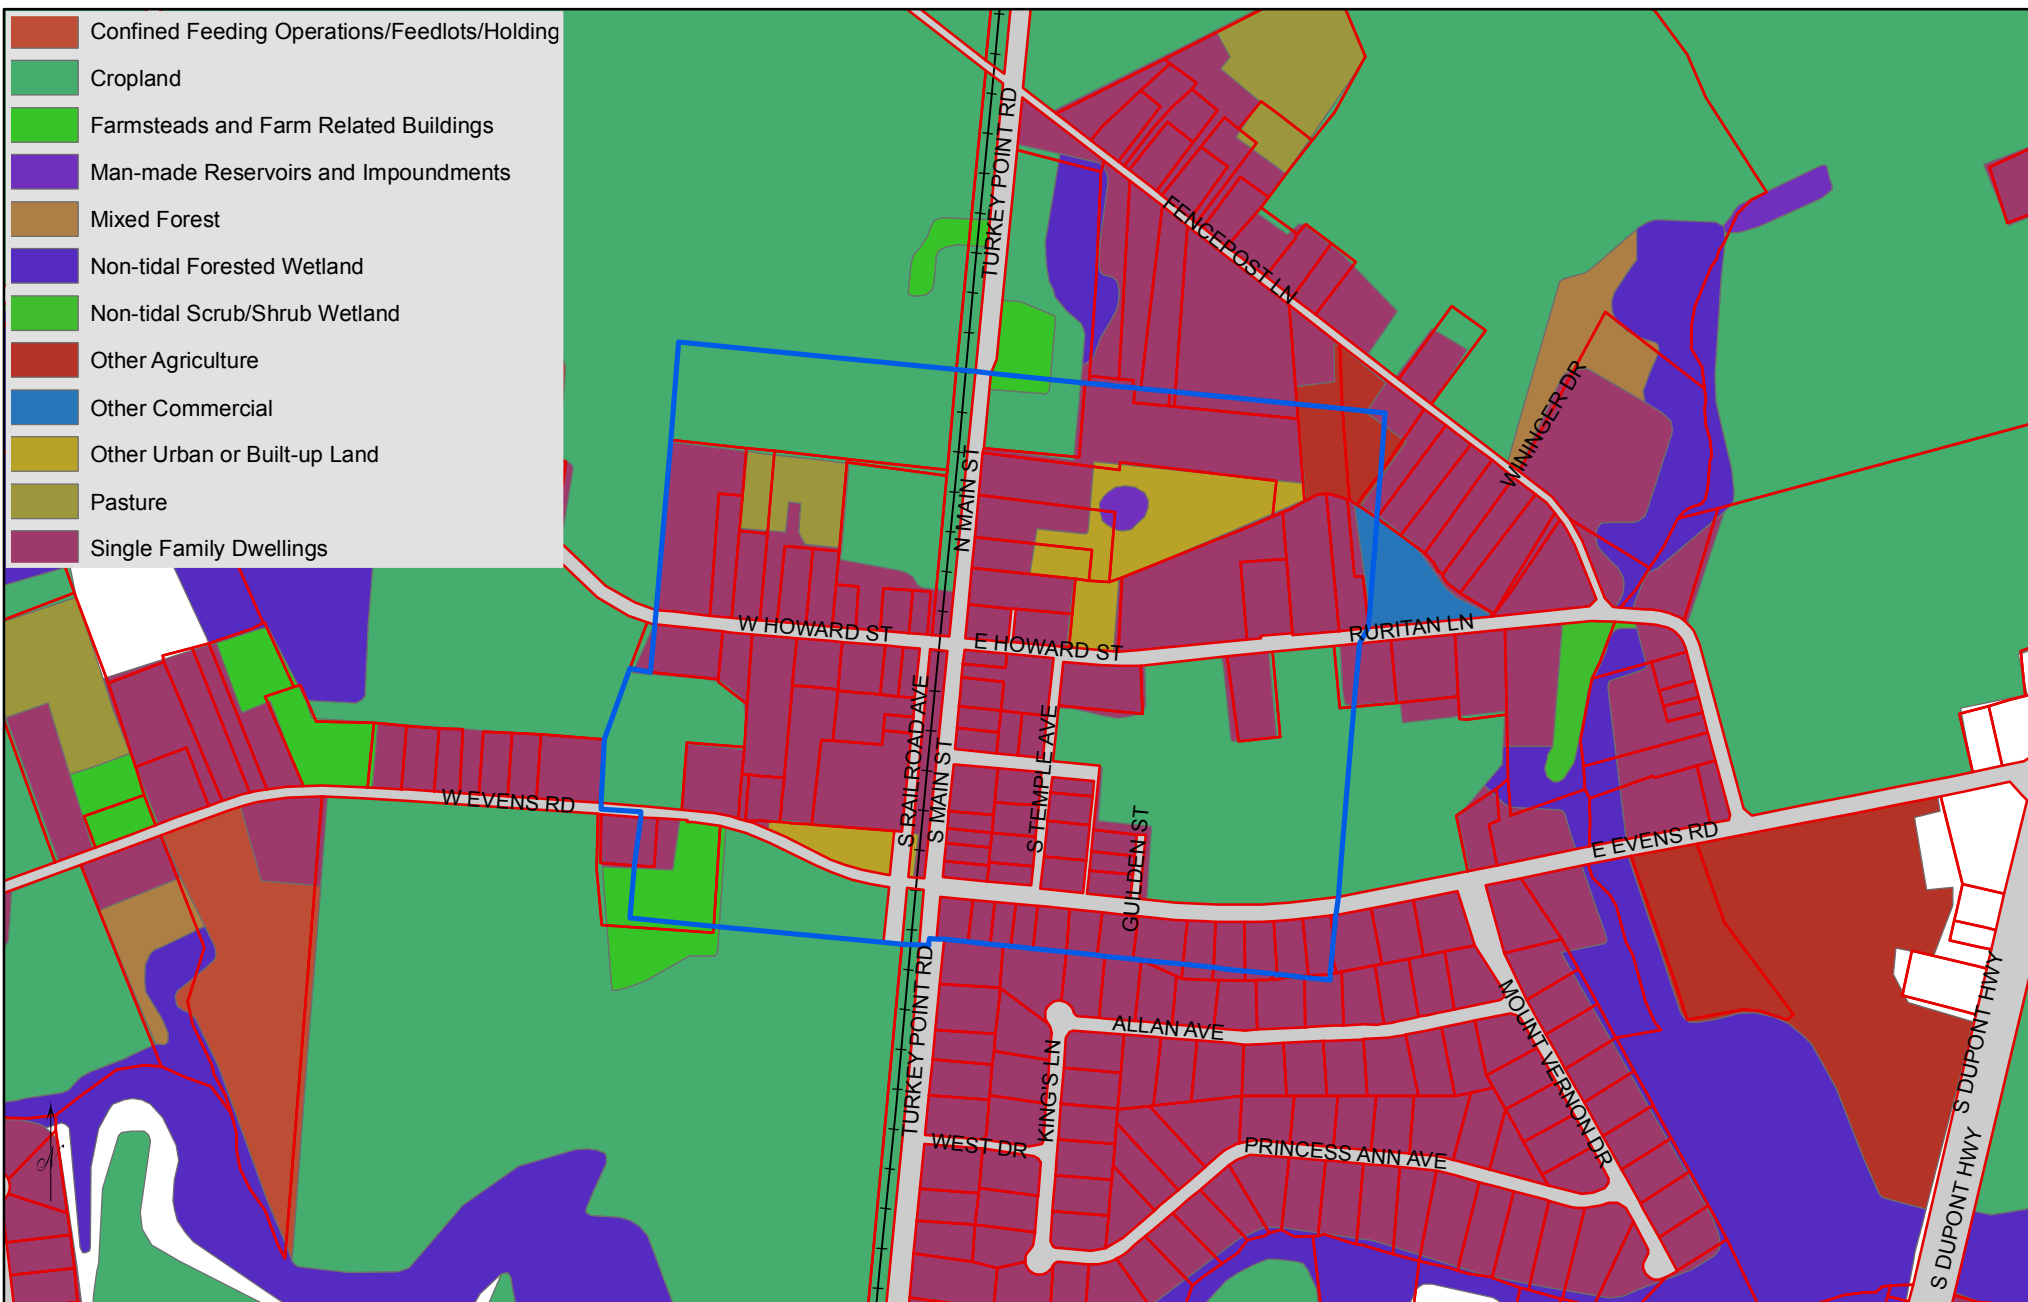 Confined Feeding Operations/Feedlots/Holding
Cropland
Farmsteads and Farm Related Buildings
Man-made Reservoirs and Impoundments
Mixed Forest
Non-tidal Forested Wetland
Non-tidal Scrub/Shrub Wetland
Other Agriculture
Other Commercial
Other Urban or Built-up Land
Pasture
Single Family Dwellings
TURKEY POINT RD
FENCEPOST LN
WININGER DR
N MAIN ST
W HOWARD ST
E HOWARD ST
RURITAN LN
S RAILROAD AVE
S MAIN ST
S TEMPLE AVE
GUILDEN ST
W EVENS RD
E EVENS RD
TURKEY POINT RD
ALLAN AVE
KING'S LN
WEST DR
PRINCESS ANN AVE
MOUNT VERNON DR
S DUPONT HWY
S DUPONT HWY
S DUPONT HWY